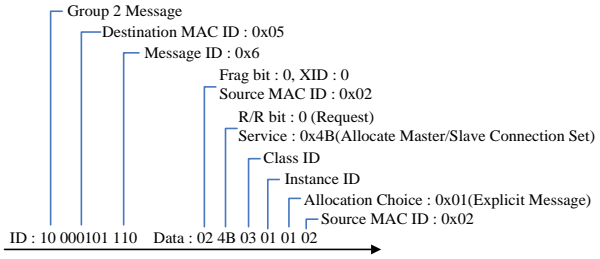 Group 2 Message
Destination MAC ID : 0x05
Message ID : 0x6
Frag bit : 0, XID : 0
Source MAC ID : 0x02
R/R bit : 0 (Request)
Service : 0x4B(Allocate Master/Slave Connection Set)
Class ID
Instance ID
Allocation Choice : 0x01(Explicit Message)
Source MAC ID : 0x02
ID : 10 000101 110 Data : 02 4B 03 01 01 02